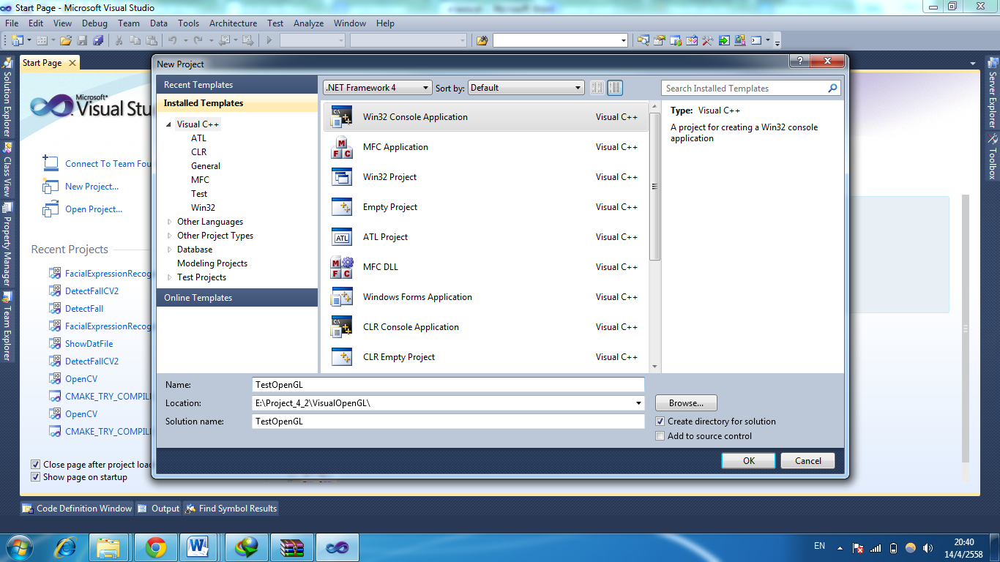 Start Page - Microsoft Visual Studio
File Edit View Debug Team Data Tools Architecture Test Analyze Window Help
Start Page
Solution Explorer
Class View
Property Manager
Team Explorer
Microsoft®
Visual Stu
Connect To Team Fou
New Project...
Open Project...
Recent Projects
FacialExpressionRecog
DetectFallCV2
DetectFall
FacialExpressionRecog
ShowDatFile
DetectFallCV2
OpenCV
CMAKE_TRY_COMPIL
OpenCV
CMAKE_TRY_COMPIL
Close page after project load
Show page on startup
New Project
Recent Templates
Installed Templates
Visual C++
ATL
CLR
General
MFC
Test
Win32
Other Languages
Other Project Types
Database
Modeling Projects
Test Projects
Online Templates
.NET Framework 4 Sort by: Default
Win32 Console Application Visual C++
MFC Application Visual C++
Win32 Project Visual C++
Empty Project Visual C++
ATL Project Visual C++
MFC DLL Visual C++
Windows Forms Application Visual C++
CLR Console Application Visual C++
CLR Empty Project Visual C++
Search Installed Templates
Type: Visual C++
A project for creating a Win32 console
application
Name: TestOpenGL
Location: E:\Project_4_2\VisualOpenGL\
Browse...
Solution name: TestOpenGL
Create directory for solution
Add to source control
OK Cancel
Server Explorer
Toolbox
Code Definition Window Output Find Symbol Results
EN
20:40
14/4/2558